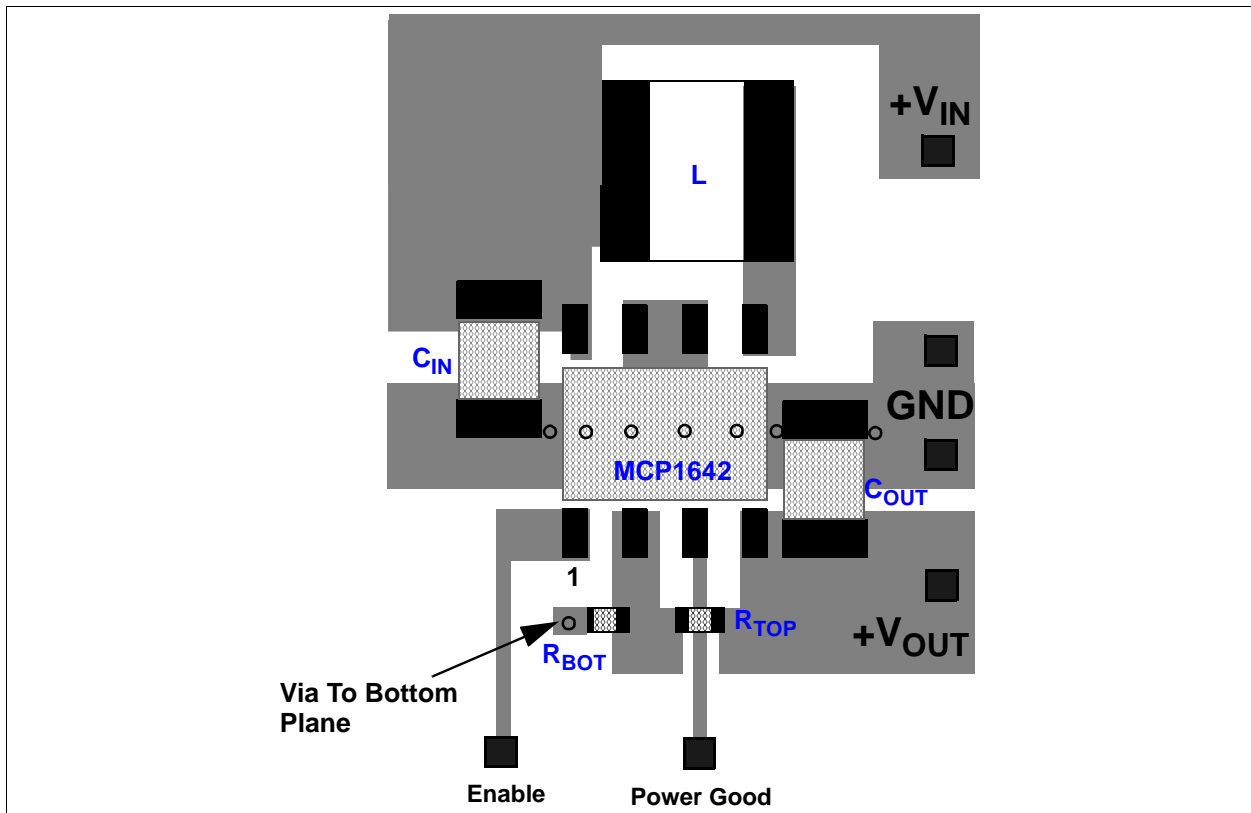 +VIN
L
CIN
GND
MCP1642
COUT
1
RTOP
RBOT
+VOUT
Via To Bottom
Plane
Enable
Power Good